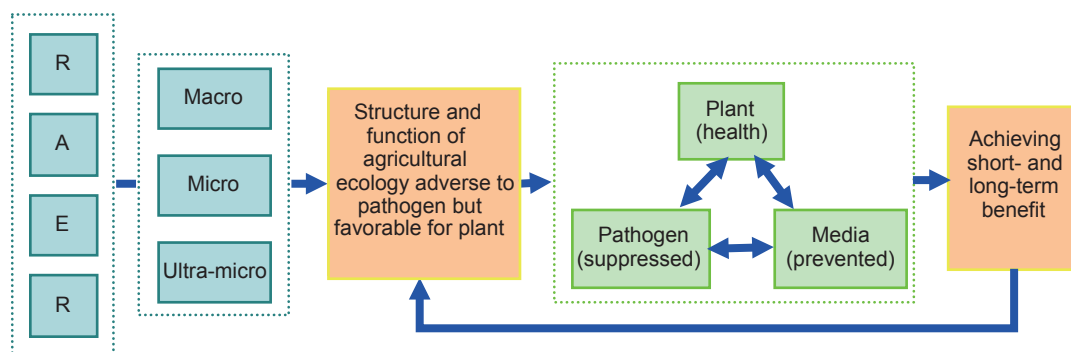 R
A
E
R
Macro
Micro
Ultra-micro
Structure and
function of
agricultural
ecology adverse to
pathogen but
favorable for plant
Plant
(health)
Pathogen
(suppressed)
Media
(prevented)
Achieving
short- and
long-term
benefit